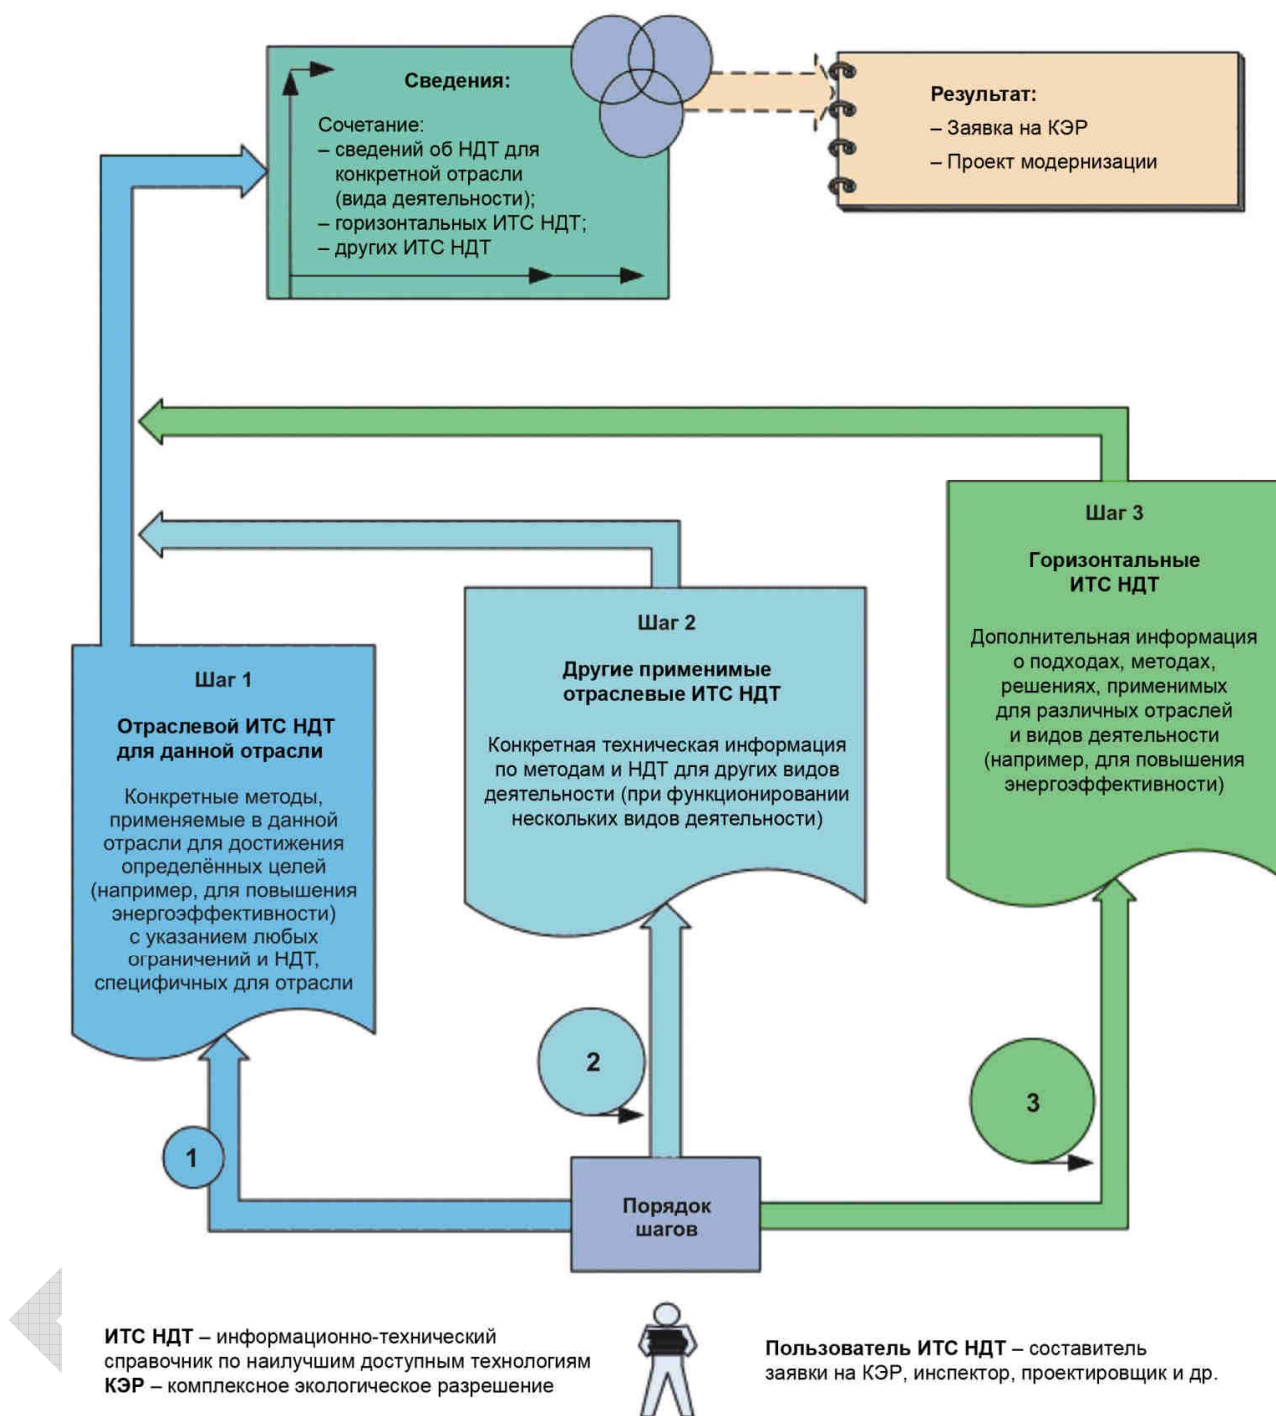 Сведения:
Сочетание:
– сведений об НДТ для
конкретной отрасли
(вида деятельности);
– горизонтальных ИТС НДТ;
– других ИТС НДТ
Результат:
– Заявка на КЭР
– Проект модернизации
Шаг 1
Отраслевой ИТС НДТ
для данной отрасли
Конкретные методы,
применяемые в данной
отрасли для достижения
определённых целей
(например, для повышения
энергоэффективности)
с указанием любых
ограничений и НДТ,
специфичных для отрасли
Шаг 2
Другие применимые
отраслевые ИТС НДТ
Конкретная техническая информация
по методам и НДТ для других видов
деятельности (при функционировании
нескольких видов деятельности)
Шаг 3
Горизонтальные
ИТС НДТ
Дополнительная информация
о подходах, методах,
решениях, применимых
для различных отраслей
и видов деятельности
(например, для повышения
энергоэффективности)
1
2
3
Порядок
шагов
ИТС НДТ – информационно-технический
справочник по наилучшим доступным технологиям
КЭР – комплексное экологическое разрешение
Пользователь ИТС НДТ – составитель
заявки на КЭР, инспектор, проектировщик и др.